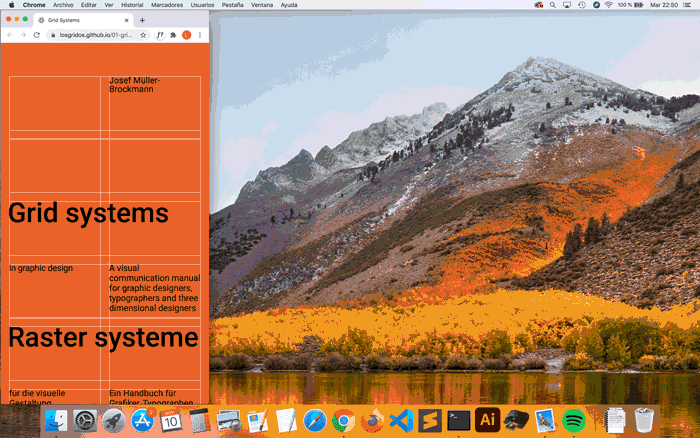 Chrome Archivo Editar Ver Historial Marcadores Usuarios Pestaña Ventana Ayuda
100 % Mar 22:50
Grid Systems
losgridos.github.io/01-gri...
Josef Müller-
Brockmann
Grid systems
In graphic design
A visual
communication manual
for graphic designers,
typographers and three
dimensional designers
Raster systeme
für die visuelle
Gestaltung
Ein Handbuch für
Grafiker, Typographen
10
Ai